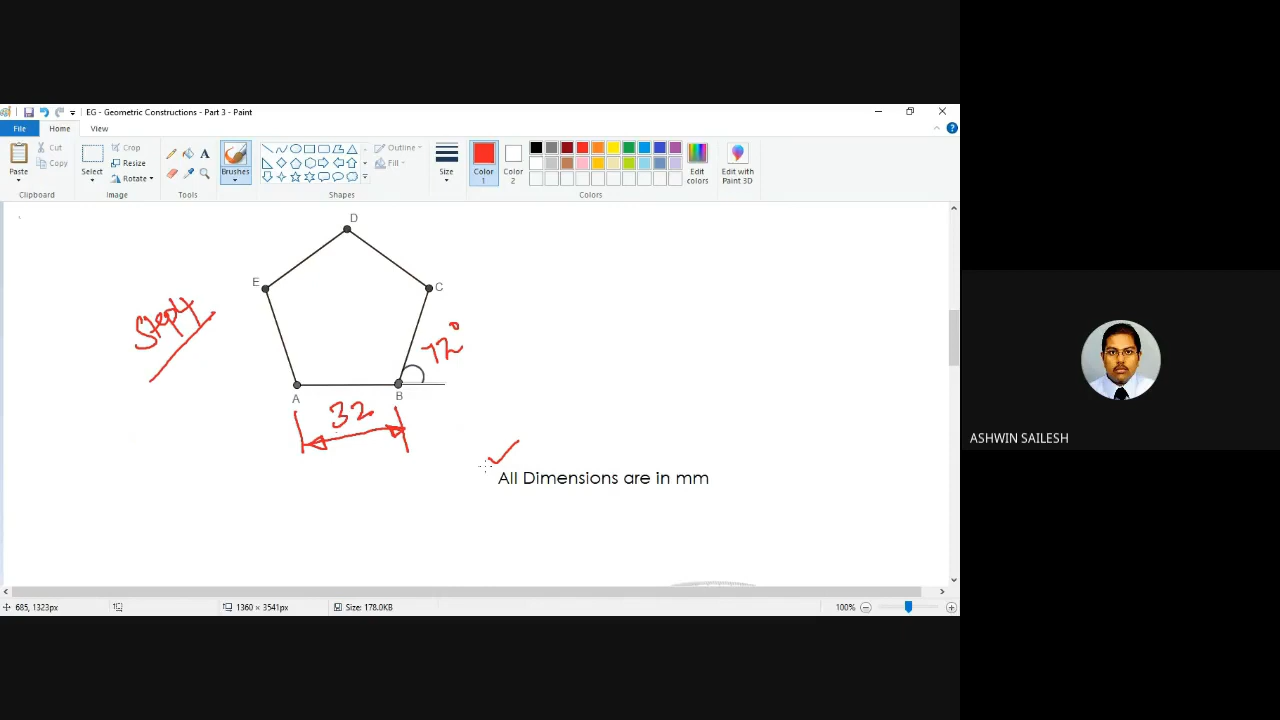 EG - Geometric Constructions - Part 3 - Paint
File Home View
Paste
Cut
Copy
Clipboard
Select
Crop
Resize
Rotate
Image
A
Tools
Brushes
Outline
Fill
Shapes
Size
Color
1
Color
2
Edit
colors
Colors
Edit with
Paint 3D
D
E
C
Step4
72°
A
B
32
All Dimensions are in mm
ASHWIN SAILESH
685, 1323px
1360 × 3541px
Size: 178.0KB
100%